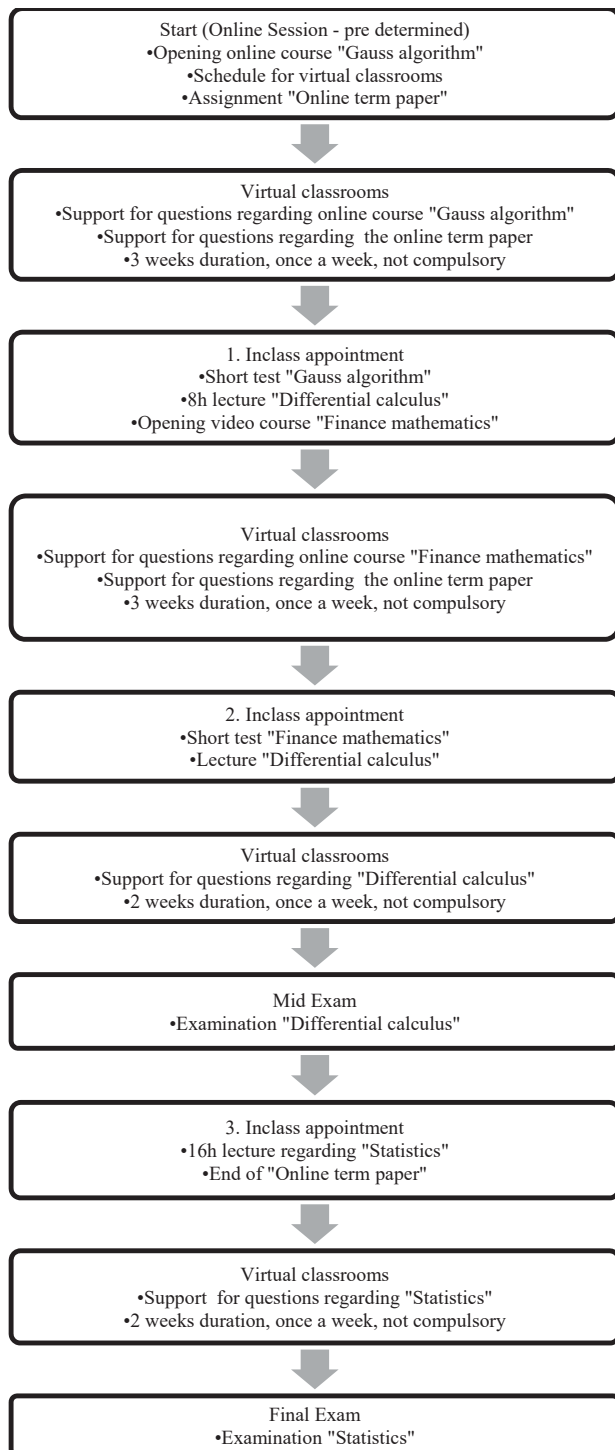 Start (Online Session - pre determined)
•Opening online course "Gauss algorithm"
•Schedule for virtual classrooms
•Assignment "Online term paper"
Virtual classrooms
•Support for questions regarding online course "Gauss algorithm"
•Support for questions regarding the online term paper
•3 weeks duration, once a week, not compulsory
1. Inclass appointment
•Short test "Gauss algorithm"
•8h lecture "Differential calculus"
•Opening video course "Finance mathematics"
Virtual classrooms
•Support for questions regarding online course "Finance mathematics"
•Support for questions regarding the online term paper
•3 weeks duration, once a week, not compulsory
2. Inclass appointment
•Short test "Finance mathematics"
•Lecture "Differential calculus"
Virtual classrooms
•Support for questions regarding "Differential calculus"
•2 weeks duration, once a week, not compulsory
Mid Exam
•Examination "Differential calculus"
3. Inclass appointment
•16h lecture regarding "Statistics"
•End of "Online term paper"
Virtual classrooms
•Support for questions regarding "Statistics"
•2 weeks duration, once a week, not compulsory
Final Exam
•Examination "Statistics"